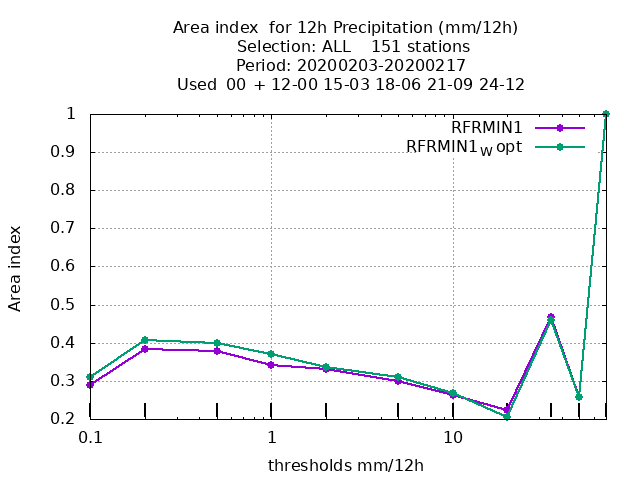 Area index  for 12h Precipitation (mm/12h)
Selection: ALL    151 stations
Period: 20200203-20200217
Used  00 + 12-00 15-03 18-06 21-09 24-12
RFRMIN1
RFRMIN1W opt
1
0.9
0.8
0.7
0.6
0.5
0.4
0.3
0.2
Area index
0.1 1 10
thresholds mm/12h